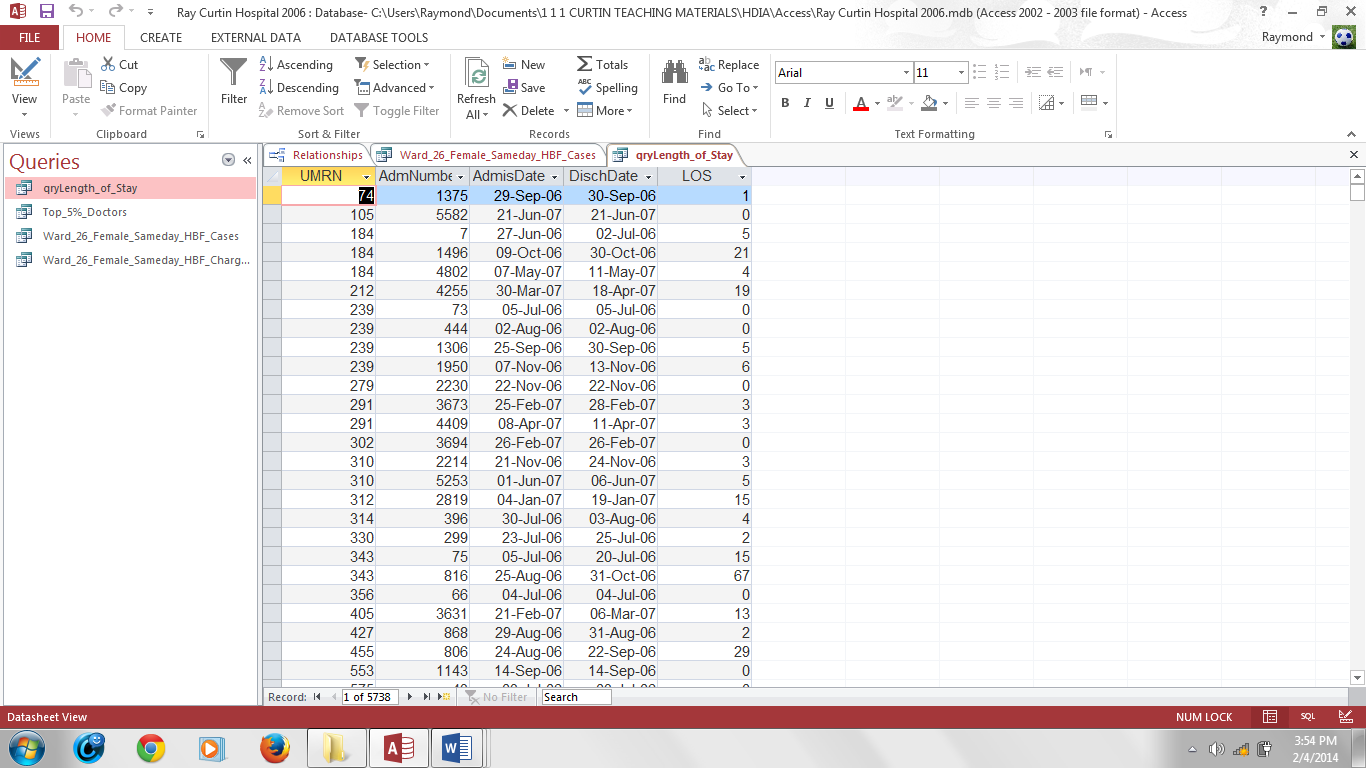 Ray Curtin Hospital 2006 : Database- C:\Users\Raymond\Documents\1 1 1 CURTIN TEACHING MATERIALS\HDIA\Access\Ray Curtin Hospital 2006.mdb (Access 2002 - 2003 file format) - Access
FILE HOME CREATE EXTERNAL DATA DATABASE TOOLS Raymond
Cut Ascending Selection New Totals Replace Arial 11
Copy Descending Advanced Save Spelling Go To
Format Painter Remove Sort Toggle Filter Delete More Select B I U
View Paste Filter Refresh All Find
Views Clipboard Sort & Filter Records Find Text Formatting
Queries
qryLength_of_Stay
Top_5%_Doctors
Ward_26_Female_Sameday_HBF_Cases
Ward_26_Female_Sameday_HBF_Charg...
Relationships Ward_26_Female_Sameday_HBF_Cases qryLength_of_Stay
UMRN AdmNumbe AdmisDate DischDate LOS
74 1375 29-Sep-06 30-Sep-06 1
105 5582 21-Jun-07 21-Jun-07 0
184 7 27-Jun-06 02-Jul-06 5
184 1496 09-Oct-06 30-Oct-06 21
184 4802 07-May-07 11-May-07 4
212 4255 30-Mar-07 18-Apr-07 19
239 73 05-Jul-06 05-Jul-06 0
239 444 02-Aug-06 02-Aug-06 0
239 1306 25-Sep-06 30-Sep-06 5
239 1950 07-Nov-06 13-Nov-06 6
279 2230 22-Nov-06 22-Nov-06 0
291 3673 25-Feb-07 28-Feb-07 3
291 4409 08-Apr-07 11-Apr-07 3
302 3694 26-Feb-07 26-Feb-07 0
310 2214 21-Nov-06 24-Nov-06 3
310 5253 01-Jun-07 06-Jun-07 5
312 2819 04-Jan-07 19-Jan-07 15
314 396 30-Jul-06 03-Aug-06 4
330 299 23-Jul-06 25-Jul-06 2
343 75 05-Jul-06 20-Jul-06 15
343 816 25-Aug-06 31-Oct-06 67
356 66 04-Jul-06 04-Jul-06 0
405 3631 21-Feb-07 06-Mar-07 13
427 868 29-Aug-06 31-Aug-06 2
455 806 24-Aug-06 22-Sep-06 29
553 1143 14-Sep-06 14-Sep-06 0
Record: 1 of 5738 No Filter Search
Datasheet View NUM LOCK SQL
3:54 PM
2/4/2014